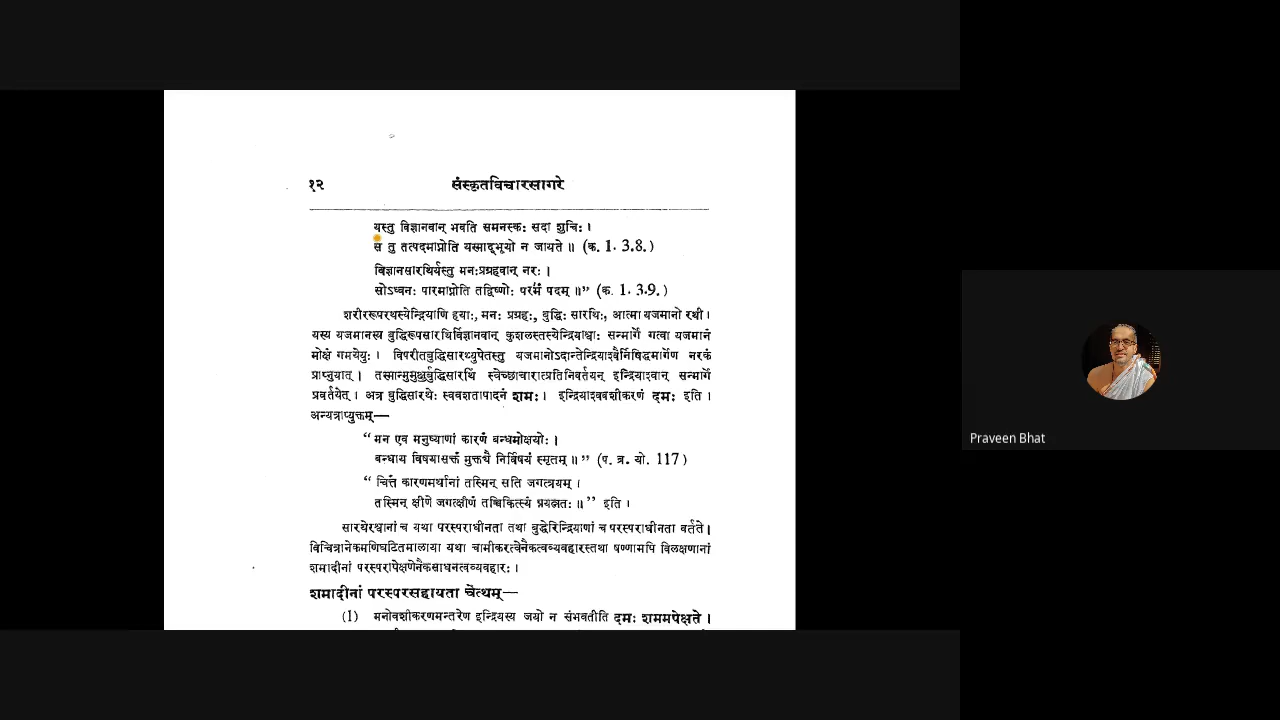 १२ संस्कृतविचारसागरे
यस्तु विज्ञानवान् भवति समनस्कः सदा शुचिः ।
स तु तत्पदमाप्नोति यस्माद्भूयो न जायते ॥ (क. 1. 3.8.)
विज्ञानसारथिर्यस्तु मनःप्रग्रहवान् नरः ।
सोऽध्वनः पारमाप्नोति तद्विष्णोः परमं पदम् ॥” (क. 1. 3.9.)
शरीररूपरथस्येन्द्रियाणि हयाः, मनः प्रग्रहः, बुद्धिः सारथिः, आत्मा यजमानो रथी ।
यस्य यजमानस्य बुद्धिरूपसारथिर्विज्ञानवान् कुशलस्तस्येन्द्रियाश्वाः सन्मार्गे गत्वा यजमानं
मोक्षं गमयेयुः । विपरीतबुद्धिसारथ्युपेतस्तु यजमानोऽदान्तेन्द्रियाश्वैर्निषिद्धमार्गेण नरकं
प्राप्नुयात् । तस्मान्मुमुक्षुर्बुद्धिसारथिं स्वेच्छाचारात्प्रतिनिवर्तयन् इन्द्रियाश्वान् सन्मार्गे
प्रवर्तयेत् । अत्र बुद्धिसारथेः स्ववशतापादनं शमः । इन्द्रियाश्ववशीकरणं दमः इति ।
अन्यत्राप्युक्तम्—
“ मन एव मनुष्याणां कारणं बन्धमोक्षयोः ।
बन्धाय विषयासक्तं मुक्त्यै निर्विषयं स्मृतम् ॥ ” (प. ब्र. यो. 117)
“ चित्तं कारणमर्थानां तस्मिन् सति जगत्त्रयम् ।
तस्मिन् क्षीणे जगत्क्षीणं तच्चिकित्स्यं प्रयत्नतः ॥ ” इति ।
सारथेरश्वानां च यथा परस्पराधीनता तथा बुद्धेरिन्द्रियाणां च परस्पराधीनता वर्तते ।
विचित्रानेकमणिघटितमालाया यथा चामीकरत्वेनैकत्वव्यवहारस्तथा षण्णामपि विलक्षणानां
शमादीनां परस्परापेक्षणेनैकसाधनत्वव्यवहारः ।
शमादीनां परस्परसहायता चेत्थम्—
(1) मनोवशीकरणमन्तरेण इन्द्रियस्य जयो न संभवतीति दमः शममपेक्षते ।
Praveen Bhat